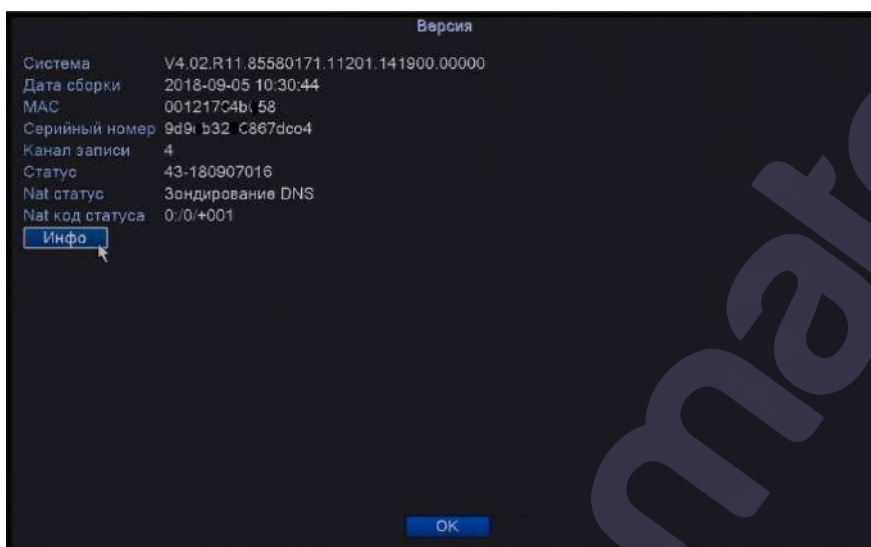 Версия
Система V4.02.R11.85580171.11201.141900.00000
Дата сборки 2018-09-05 10:30:44
MAC
Серийный номер
Канал записи 4
Статус 43-180907016
Nat статус Зондирование DNS
Nat код статуса 0:/0/+001
Инфо
OK
mate